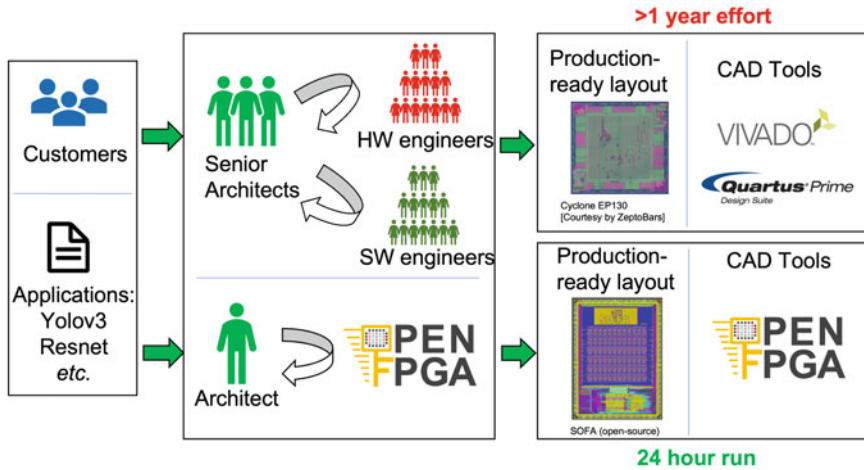 >1 year effort
Customers
Applications:
Yolov3
Resnet
etc.
Senior
Architects
HW engineers
SW engineers
Architect
OPEN
FPGA
Production-
ready layout
Cyclone EP130
[Courtesy by ZeptoBars]
CAD Tools
VIVADO
Quartus Prime
Design Suite
Production-
ready layout
SOFA (open-source)
CAD Tools
OPEN
FPGA
24 hour run